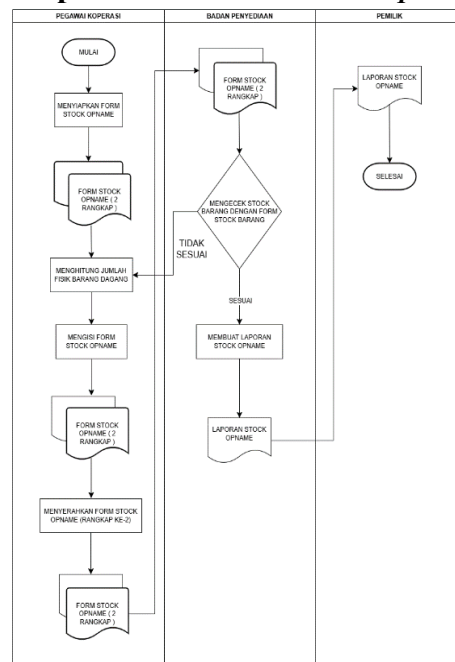 PEGAWAI KOPERASI
MULAI
MENYIAPKAN FORM
STOCK OPNAME
FORM STOCK
OPNAME ( 2
RANGKAP )
MENGHITUNG JUMLAH
FISIK BARANG DAGANG
MENGISI FORM
STOCK OPNAME
FORM STOCK
OPNAME ( 2
RANGKAP )
MENYERAHKAN FORM STOCK
OPNAME (RANGKAP KE-2)
FORM STOCK
OPNAME ( 2
RANGKAP )
BADAN PENYEDIAAN
FORM STOCK
OPNAME ( 2
RANGKAP )
MENGECEK STOCK
BARANG DENGAN FORM
STOCK BARANG
TIDAK
SESUAI
SESUAI
MEMBUAT LAPORAN
STOCK OPNAME
LAPORAN STOCK
OPNAME
PEMILIK
LAPORAN STOCK
OPNAME
SELESAI